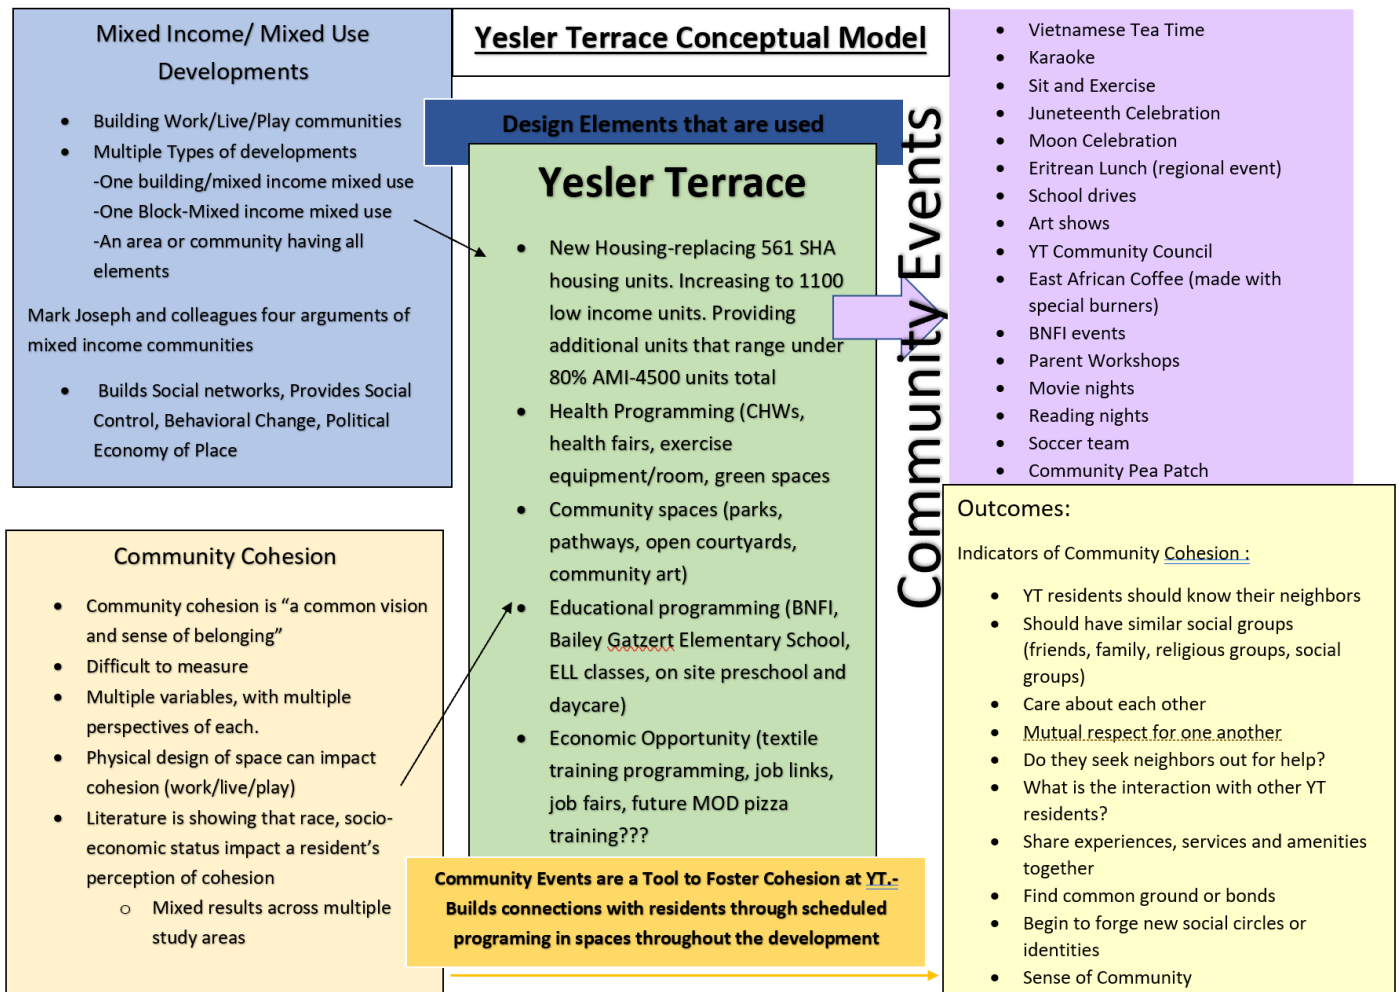 Mixed Income/ Mixed Use
Developments
• Building Work/Live/Play communities
• Multiple Types of developments
-One building/mixed income mixed use
-One Block-Mixed income mixed use
-An area or community having all
elements
Mark Joseph and colleagues four arguments of
mixed income communities
• Builds Social networks, Provides Social
Control, Behavioral Change, Political
Economy of Place
Community Cohesion
• Community cohesion is “a common vision
and sense of belonging”
• Difficult to measure
• Multiple variables, with multiple
perspectives of each.
• Physical design of space can impact
cohesion (work/live/play)
• Literature is showing that race, socio-
economic status impact a resident’s
perception of cohesion
o Mixed results across multiple
study areas
Yesler Terrace Conceptual Model
Design Elements that are used
Yesler Terrace
• New Housing-replacing 561 SHA
housing units. Increasing to 1100
low income units. Providing
additional units that range under
80% AMI-4500 units total
• Health Programming (CHWs,
health fairs, exercise
equipment/room, green spaces
• Community spaces (parks,
pathways, open courtyards,
community art)
• Educational programming (BNFI,
Bailey Gatzert Elementary School,
ELL classes, on site preschool and
daycare)
• Economic Opportunity (textile
training programming, job links,
job fairs, future MOD pizza
training???
Community Events are a Tool to Foster Cohesion at YT.-
Builds connections with residents through scheduled
programing in spaces throughout the development
Community Events
• Vietnamese Tea Time
• Karaoke
• Sit and Exercise
• Juneteenth Celebration
• Moon Celebration
• Eritrean Lunch (regional event)
• School drives
• Art shows
• YT Community Council
• East African Coffee (made with
special burners)
• BNFI events
• Parent Workshops
• Movie nights
• Reading nights
• Soccer team
• Community Pea Patch
Outcomes:
Indicators of Community Cohesion :
• YT residents should know their neighbors
• Should have similar social groups
(friends, family, religious groups, social
groups)
• Care about each other
• Mutual respect for one another
• Do they seek neighbors out for help?
• What is the interaction with other YT
residents?
• Share experiences, services and amenities
together
• Find common ground or bonds
• Begin to forge new social circles or
identities
• Sense of Community